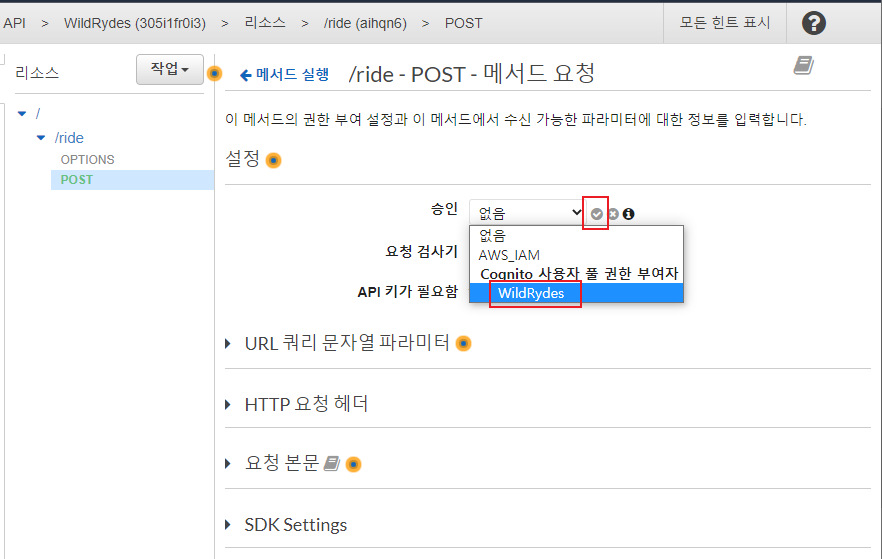 API > WildRydes (305i1fr0i3) > 리소스 > /ride (aihqn6) > POST 모든 힌트 표시 ?
리소스 작업
메서드 실행 /ride - POST - 메서드 요청
/
/ride
OPTIONS
POST
이 메서드의 권한 부여 설정과 이 메서드에서 수신 가능한 파라미터에 대한 정보를 입력합니다.
설정
승인 없음
없음
요청 검사기 AWS_IAM
Cognito 사용자 풀 권한 부여자
API 키가 필요함 WildRydes
URL 쿼리 문자열 파라미터
HTTP 요청 헤더
요청 본문
SDK Settings